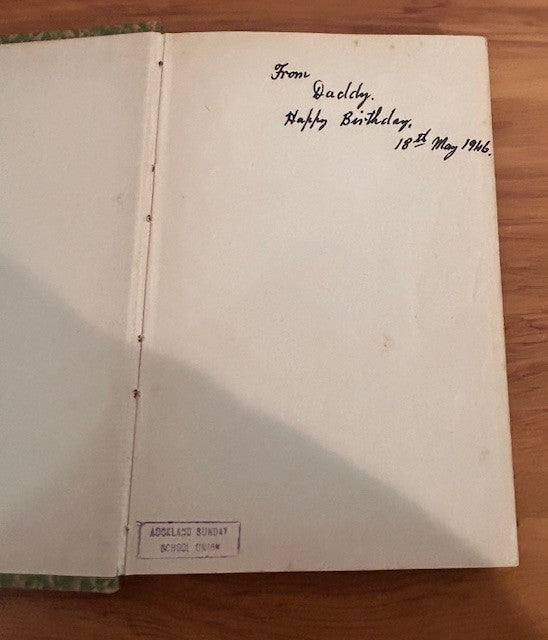 From
Daddy.
Happy Birthday,
18th May 1946.
AUCKLAND SUNDAY
SCHOOL UNION